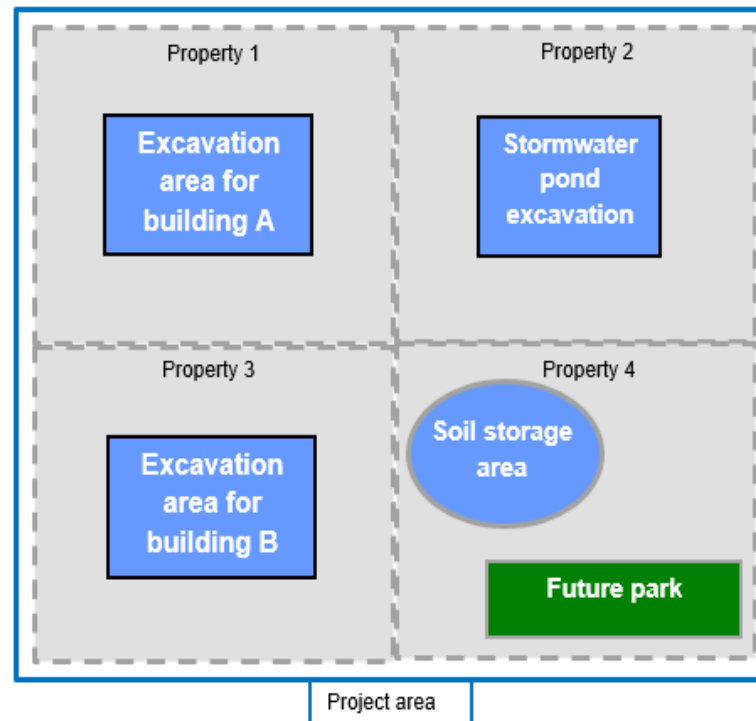 Property 1
Property 2
Excavation
area for
building A
Stormwater
pond
excavation
Property 3
Property 4
Excavation
area for
building B
Soil storage
area
Future park
Project area